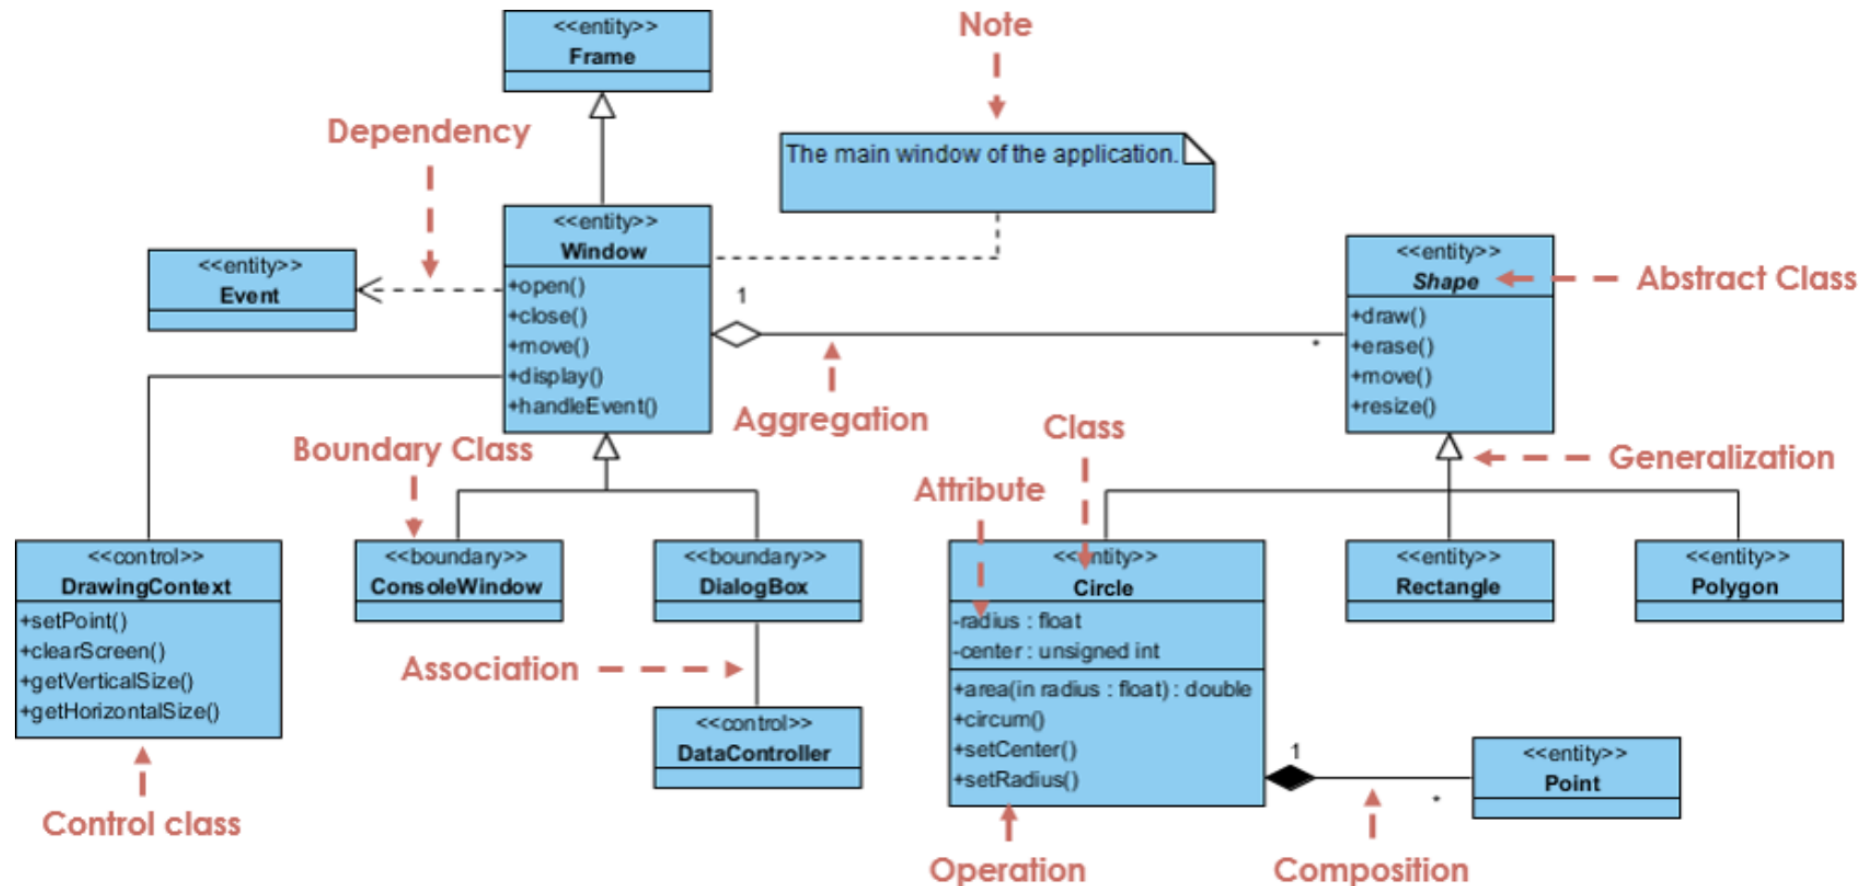 <<entity>>
Frame
Note
Dependency
The main window of the application.
<<entity>>
Window
+open()
+close()
+move()
+display()
+handleEvent()
<<entity>>
Event
1
*
<<entity>>
Shape
+draw()
+erase()
+move()
+resize()
Abstract Class
Aggregation
Class
Boundary Class
Generalization
Attribute
<<control>>
DrawingContext
+setPoint()
+clearScreen()
+getVerticalSize()
+getHorizontalSize()
<<boundary>>
ConsoleWindow
<<boundary>>
DialogBox
<<entity>>
Circle
-radius : float
-center : unsigned int
+area(in radius : float) : double
+circum()
+setCenter()
+setRadius()
<<entity>>
Rectangle
<<entity>>
Polygon
Association
<<control>>
DataController
1
*
<<entity>>
Point
Control class
Operation
Composition